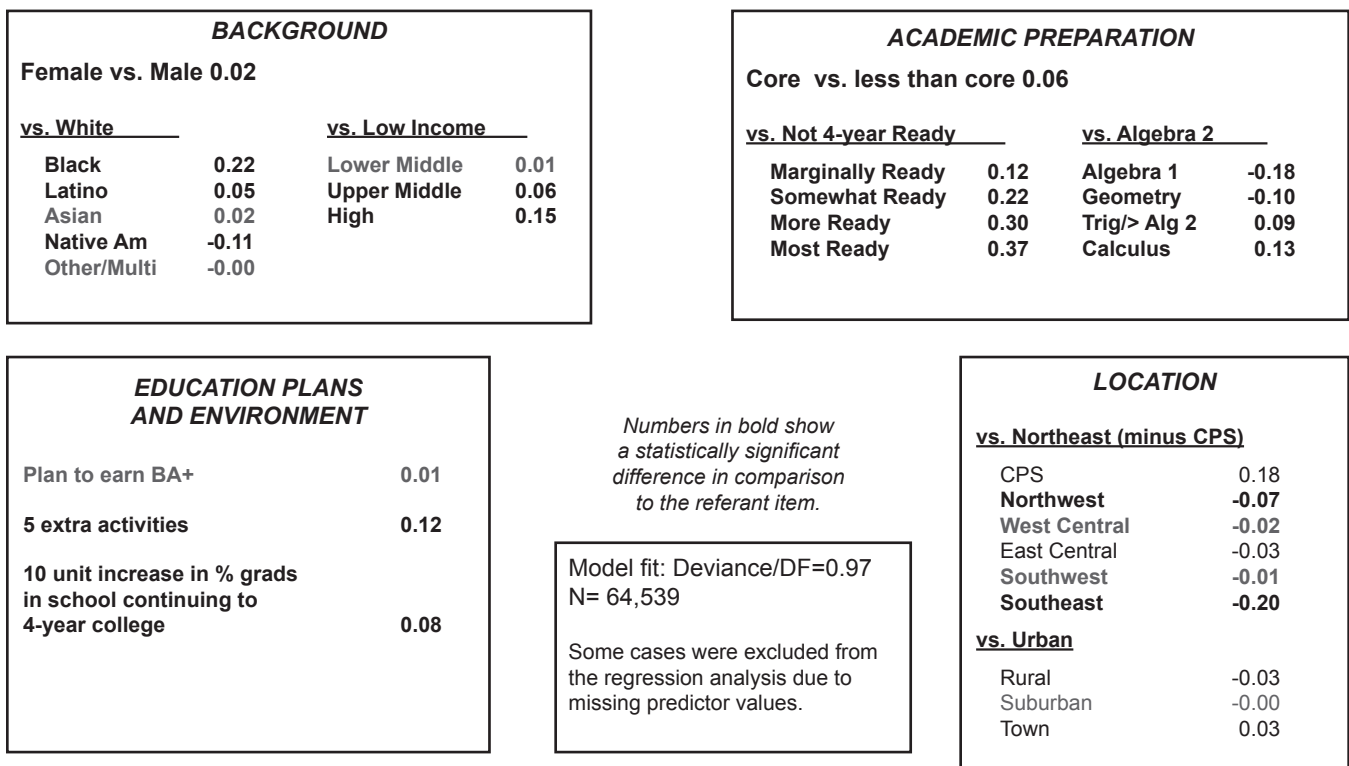 BACKGROUND
Female vs. Male 0.02
vs. White
Black 0.22
Latino 0.05
Asian 0.02
Native Am -0.11
Other/Multi -0.00
vs. Low Income
Lower Middle 0.01
Upper Middle 0.06
High 0.15
ACADEMIC PREPARATION
Core vs. less than core 0.06
vs. Not 4-year Ready
Marginally Ready 0.12
Somewhat Ready 0.22
More Ready 0.30
Most Ready 0.37
vs. Algebra 2
Algebra 1 -0.18
Geometry -0.10
Trig/> Alg 2 0.09
Calculus 0.13
EDUCATION PLANS
AND ENVIRONMENT
Plan to earn BA+ 0.01
5 extra activities 0.12
10 unit increase in % grads
in school continuing to
4-year college 0.08
Numbers in bold show
a statistically significant
difference in comparison
to the referant item.
Model fit: Deviance/DF=0.97
N= 64,539
Some cases were excluded from
the regression analysis due to
missing predictor values.
LOCATION
vs. Northeast (minus CPS)
CPS 0.18
Northwest -0.07
West Central -0.02
East Central -0.03
Southwest -0.01
Southeast -0.20
vs. Urban
Rural -0.03
Suburban -0.00
Town 0.03